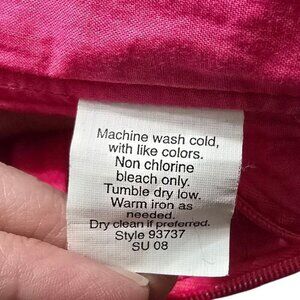 Machine wash cold,
with like colors.
Non chlorine
bleach only.
Tumble dry low.
Warm iron as
needed.
Dry clean if preferred.
Style 93737
SU 08